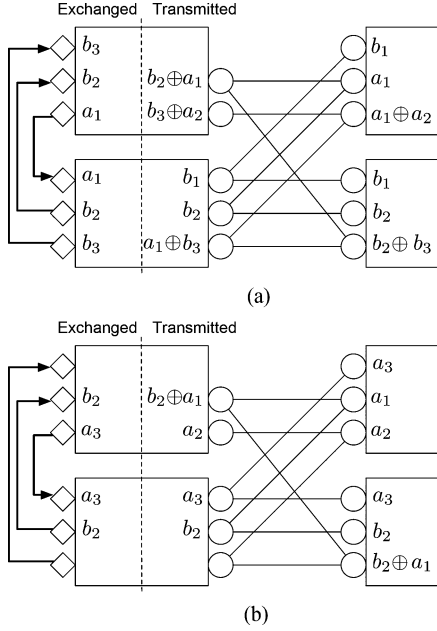 Exchanged Transmitted
b₃ b₁
b₂ b₂⊕a₁ a₁
a₁ b₃⊕a₂ a₁⊕a₂
a₁ b₁ b₁
b₂ b₂ b₂
b₃ a₁⊕b₃ b₂⊕b₃
(a)
Exchanged Transmitted
a₃
b₂ b₂⊕a₁ a₁
a₃ a₂ a₂
a₃ a₃ a₃
b₂ b₂ b₂
b₂⊕a₁
(b)